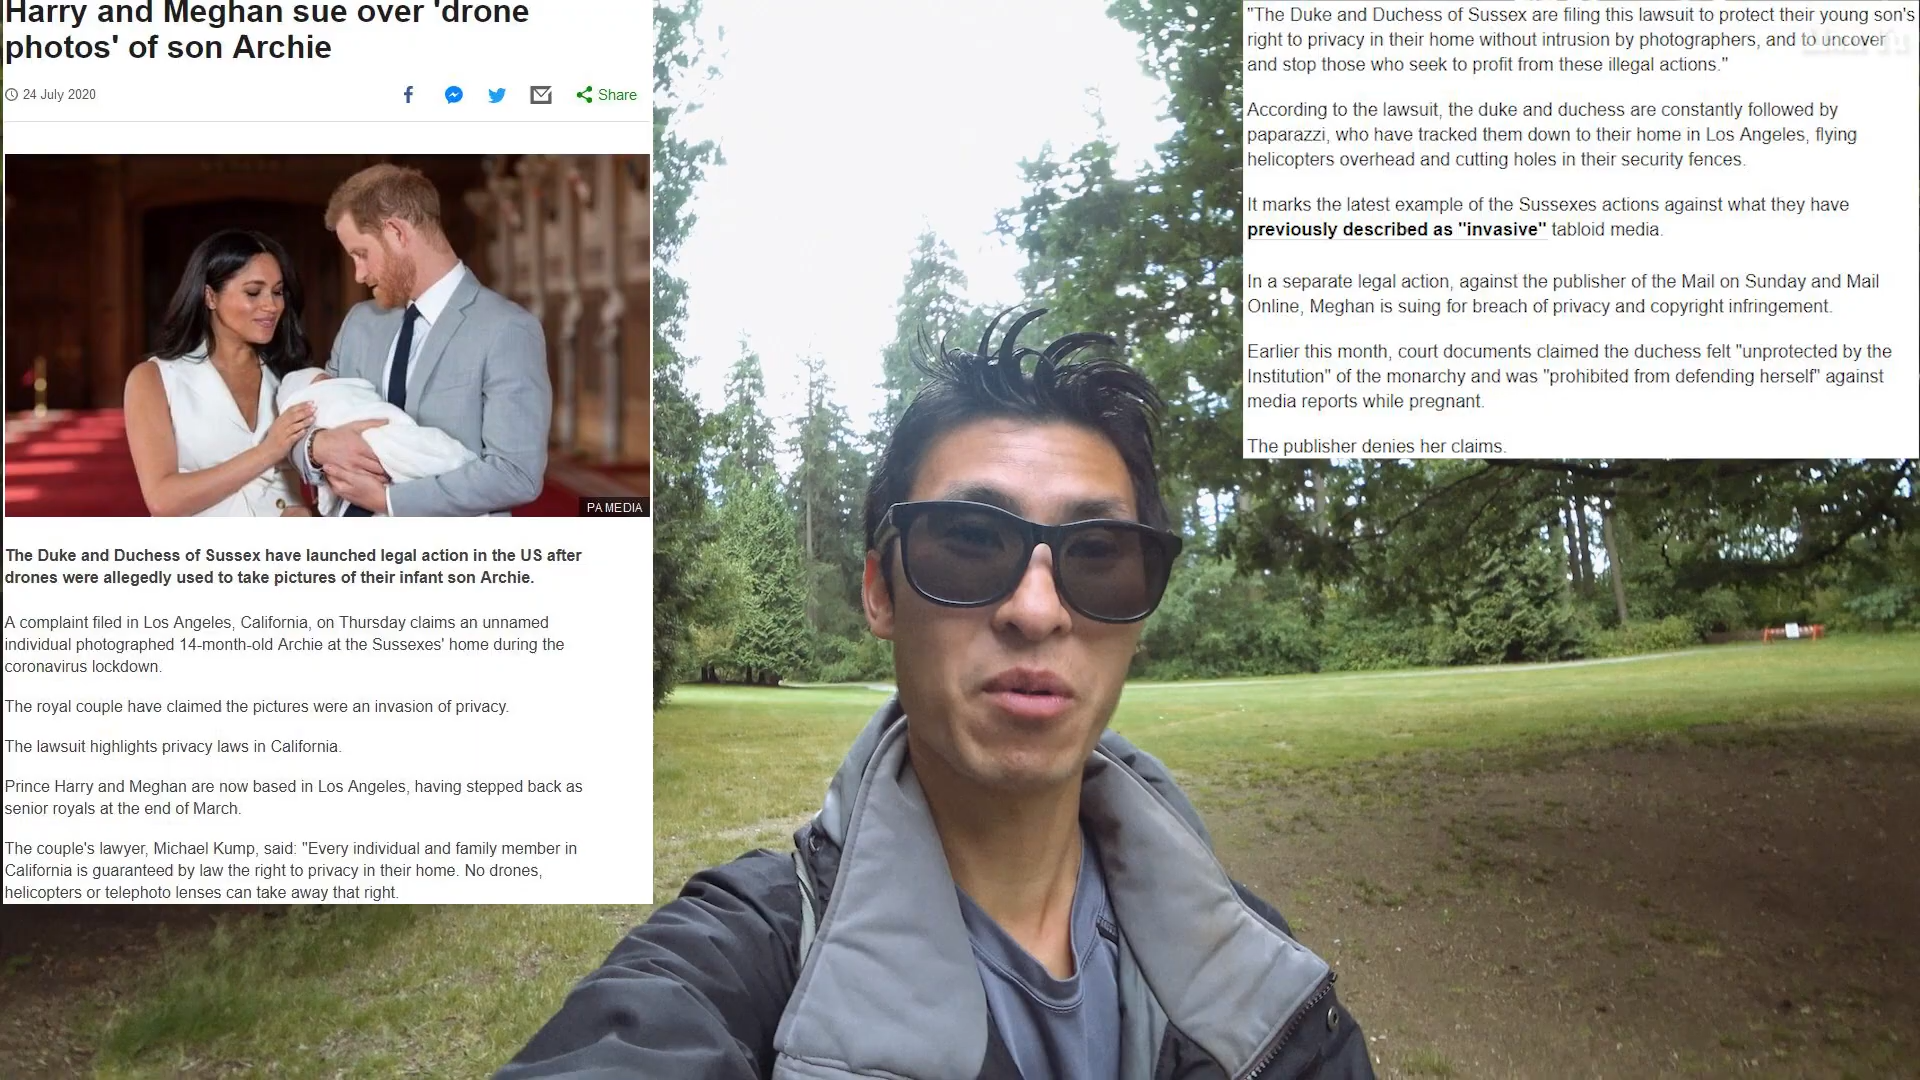 Harry and Meghan sue over 'drone
photos' of son Archie
24 July 2020
Share
PA MEDIA
The Duke and Duchess of Sussex have launched legal action in the US after
drones were allegedly used to take pictures of their infant son Archie.
A complaint filed in Los Angeles, California, on Thursday claims an unnamed
individual photographed 14-month-old Archie at the Sussexes' home during the
coronavirus lockdown.
The royal couple have claimed the pictures were an invasion of privacy.
The lawsuit highlights privacy laws in California.
Prince Harry and Meghan are now based in Los Angeles, having stepped back as
senior royals at the end of March.
The couple's lawyer, Michael Kump, said: "Every individual and family member in
California is guaranteed by law the right to privacy in their home. No drones,
helicopters or telephoto lenses can take away that right.
"The Duke and Duchess of Sussex are filing this lawsuit to protect their young son's
right to privacy in their home without intrusion by photographers, and to uncover
and stop those who seek to profit from these illegal actions."
According to the lawsuit, the duke and duchess are constantly followed by
paparazzi, who have tracked them down to their home in Los Angeles, flying
helicopters overhead and cutting holes in their security fences.
It marks the latest example of the Sussexes actions against what they have
previously described as "invasive" tabloid media.
In a separate legal action, against the publisher of the Mail on Sunday and Mail
Online, Meghan is suing for breach of privacy and copyright infringement.
Earlier this month, court documents claimed the duchess felt "unprotected by the
Institution" of the monarchy and was "prohibited from defending herself" against
media reports while pregnant.
The publisher denies her claims.